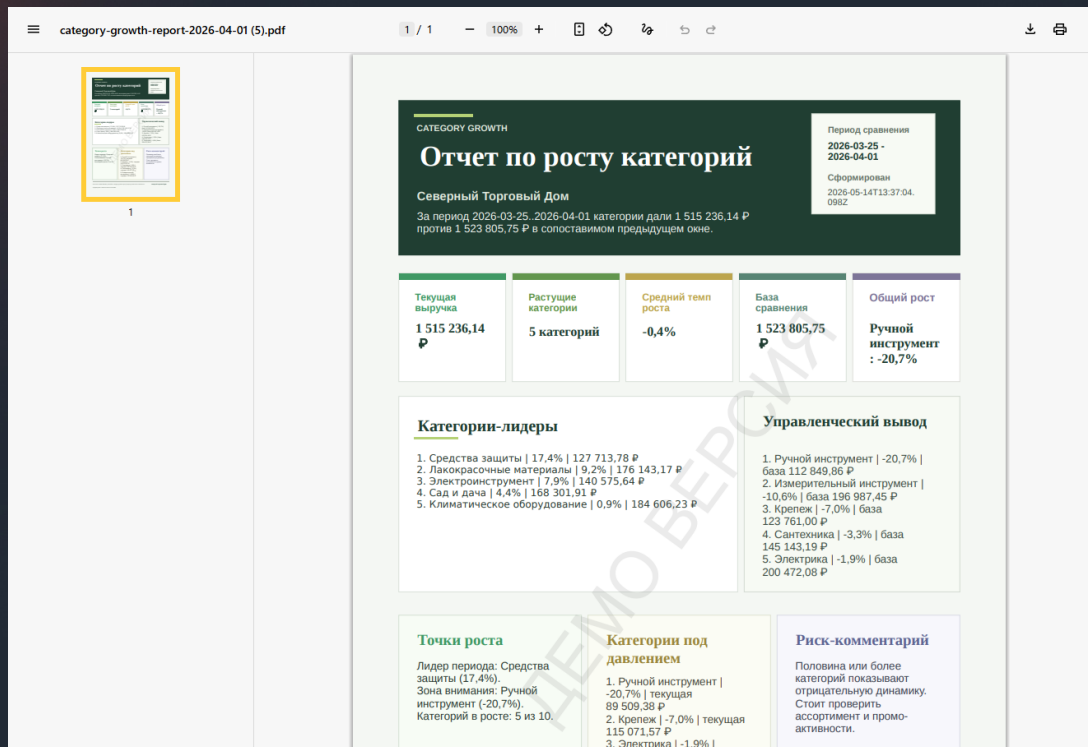 category-growth-report-2026-04-01 (5).pdf
1 / 1
100%
1
CATEGORY GROWTH
Отчет по росту категорий
Северный Торговый Дом
За период 2026-03-25..2026-04-01 категории дали 1 515 236,14 ₽
против 1 523 805,75 ₽ в сопоставимом предыдущем окне.
Период сравнения
2026-03-25 -
2026-04-01
Сформирован
2026-05-14T13:37:04.
098Z
Текущая
выручка
1 515 236,14
₽
Растущие
категории
5 категорий
Средний темп
роста
-0,4%
База
сравнения
1 523 805,75
₽
Общий рост
Ручной
инструмент
: -20,7%
Категории-лидеры
1. Средства защиты | 17,4% | 127 713,78 ₽
2. Лакокрасочные материалы | 9,2% | 176 143,17 ₽
3. Электроинструмент | 7,9% | 140 575,64 ₽
4. Сад и дача | 4,4% | 168 301,91 ₽
5. Климатическое оборудование | 0,9% | 184 606,23 ₽
Управленческий вывод
1. Ручной инструмент | -20,7% |
база 112 849,86 ₽
2. Измерительный инструмент |
-10,6% | база 196 987,45 ₽
3. Крепеж | -7,0% | база
123 761,00 ₽
4. Сантехника | -3,3% | база
145 143,19 ₽
5. Электрика | -1,9% | база
200 472,08 ₽
Точки роста
Лидер периода: Средства
защиты (17,4%).
Зона внимания: Ручной
инструмент (-20,7%).
Категорий в росте: 5 из 10.
Категории под
давлением
1. Ручной инструмент |
-20,7% | текущая
89 509,38 ₽
2. Крепеж | -7,0% | текущая
115 071,57 ₽
3. Электрика | -1,9% |
Риск-комментарий
Половина или более
категорий показывают
отрицательную динамику.
Стоит проверить
ассортимент и промо-
активности.
ДЕМО ВЕРСИЯ